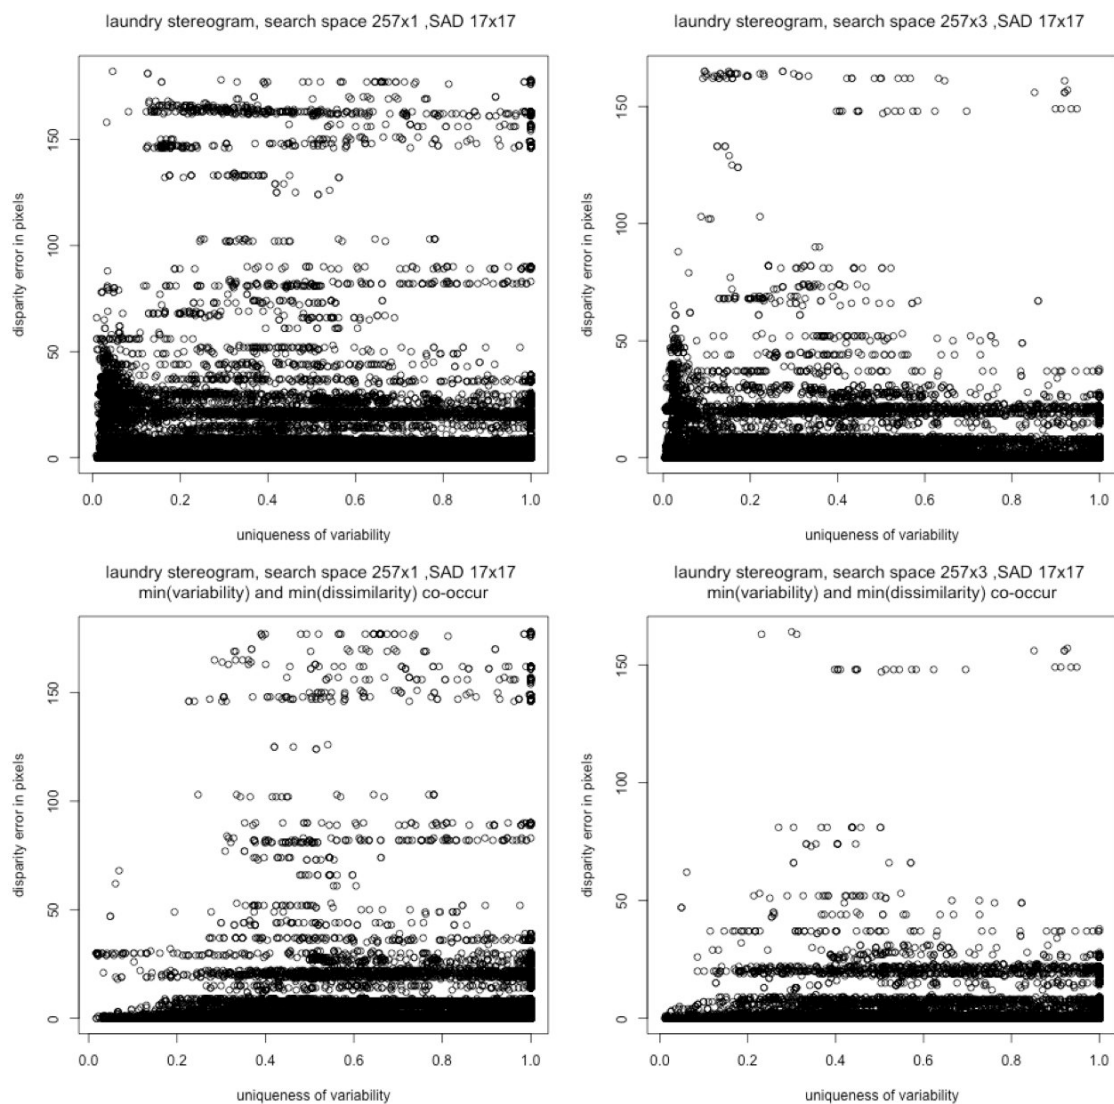 laundry stereogram, search space 257x1 ,SAD 17x17
disparity error in pixels
150
100
50
0
0.0 0.2 0.4 0.6 0.8 1.0
uniqueness of variability
laundry stereogram, search space 257x3 ,SAD 17x17
disparity error in pixels
150
100
50
0
0.0 0.2 0.4 0.6 0.8 1.0
uniqueness of variability
laundry stereogram, search space 257x1 ,SAD 17x17
min(variability) and min(dissimilarity) co-occur
disparity error in pixels
150
100
50
0
0.0 0.2 0.4 0.6 0.8 1.0
uniqueness of variability
laundry stereogram, search space 257x3 ,SAD 17x17
min(variability) and min(dissimilarity) co-occur
disparity error in pixels
150
100
50
0
0.0 0.2 0.4 0.6 0.8 1.0
uniqueness of variability